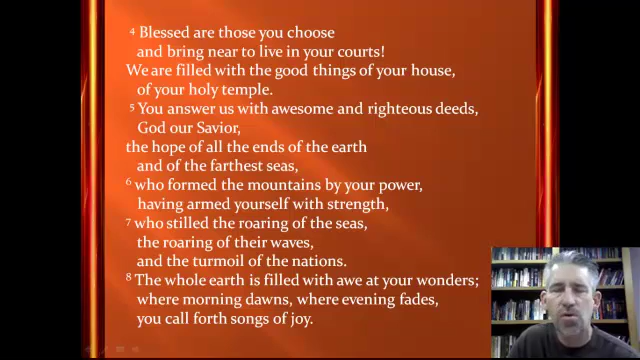 4 Blessed are those you choose
and bring near to live in your courts!
We are filled with the good things of your house,
of your holy temple.
5 You answer us with awesome and righteous deeds,
God our Savior,
the hope of all the ends of the earth
and of the farthest seas,
6 who formed the mountains by your power,
having armed yourself with strength,
7 who stilled the roaring of the seas,
the roaring of their waves,
and the turmoil of the nations.
8 The whole earth is filled with awe at your wonders;
where morning dawns, where evening fades,
you call forth songs of joy.